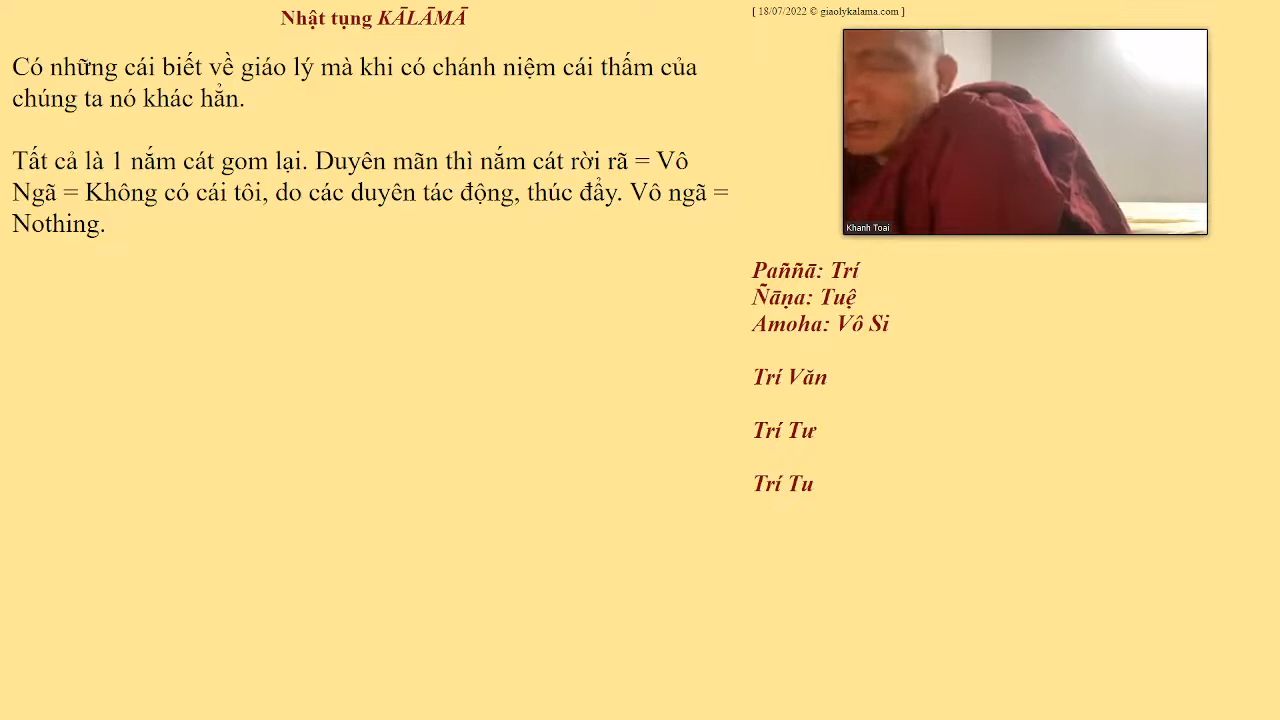 Nhật tụng KĀLĀMĀ
Có những cái biết về giáo lý mà khi có chánh niệm cái thấm của
chúng ta nó khác hẳn.
Tất cả là 1 nắm cát gom lại. Duyên mãn thì nắm cát rời rã = Vô
Ngã = Không có cái tôi, do các duyên tác động, thúc đẩy. Vô ngã =
Nothing.
[ 18/07/2022 © giaolykalama.com ]
Khanh Toai
Paññā: Trí
Ñāṇa: Tuệ
Amoha: Vô Si
Trí Văn
Trí Tư
Trí Tu